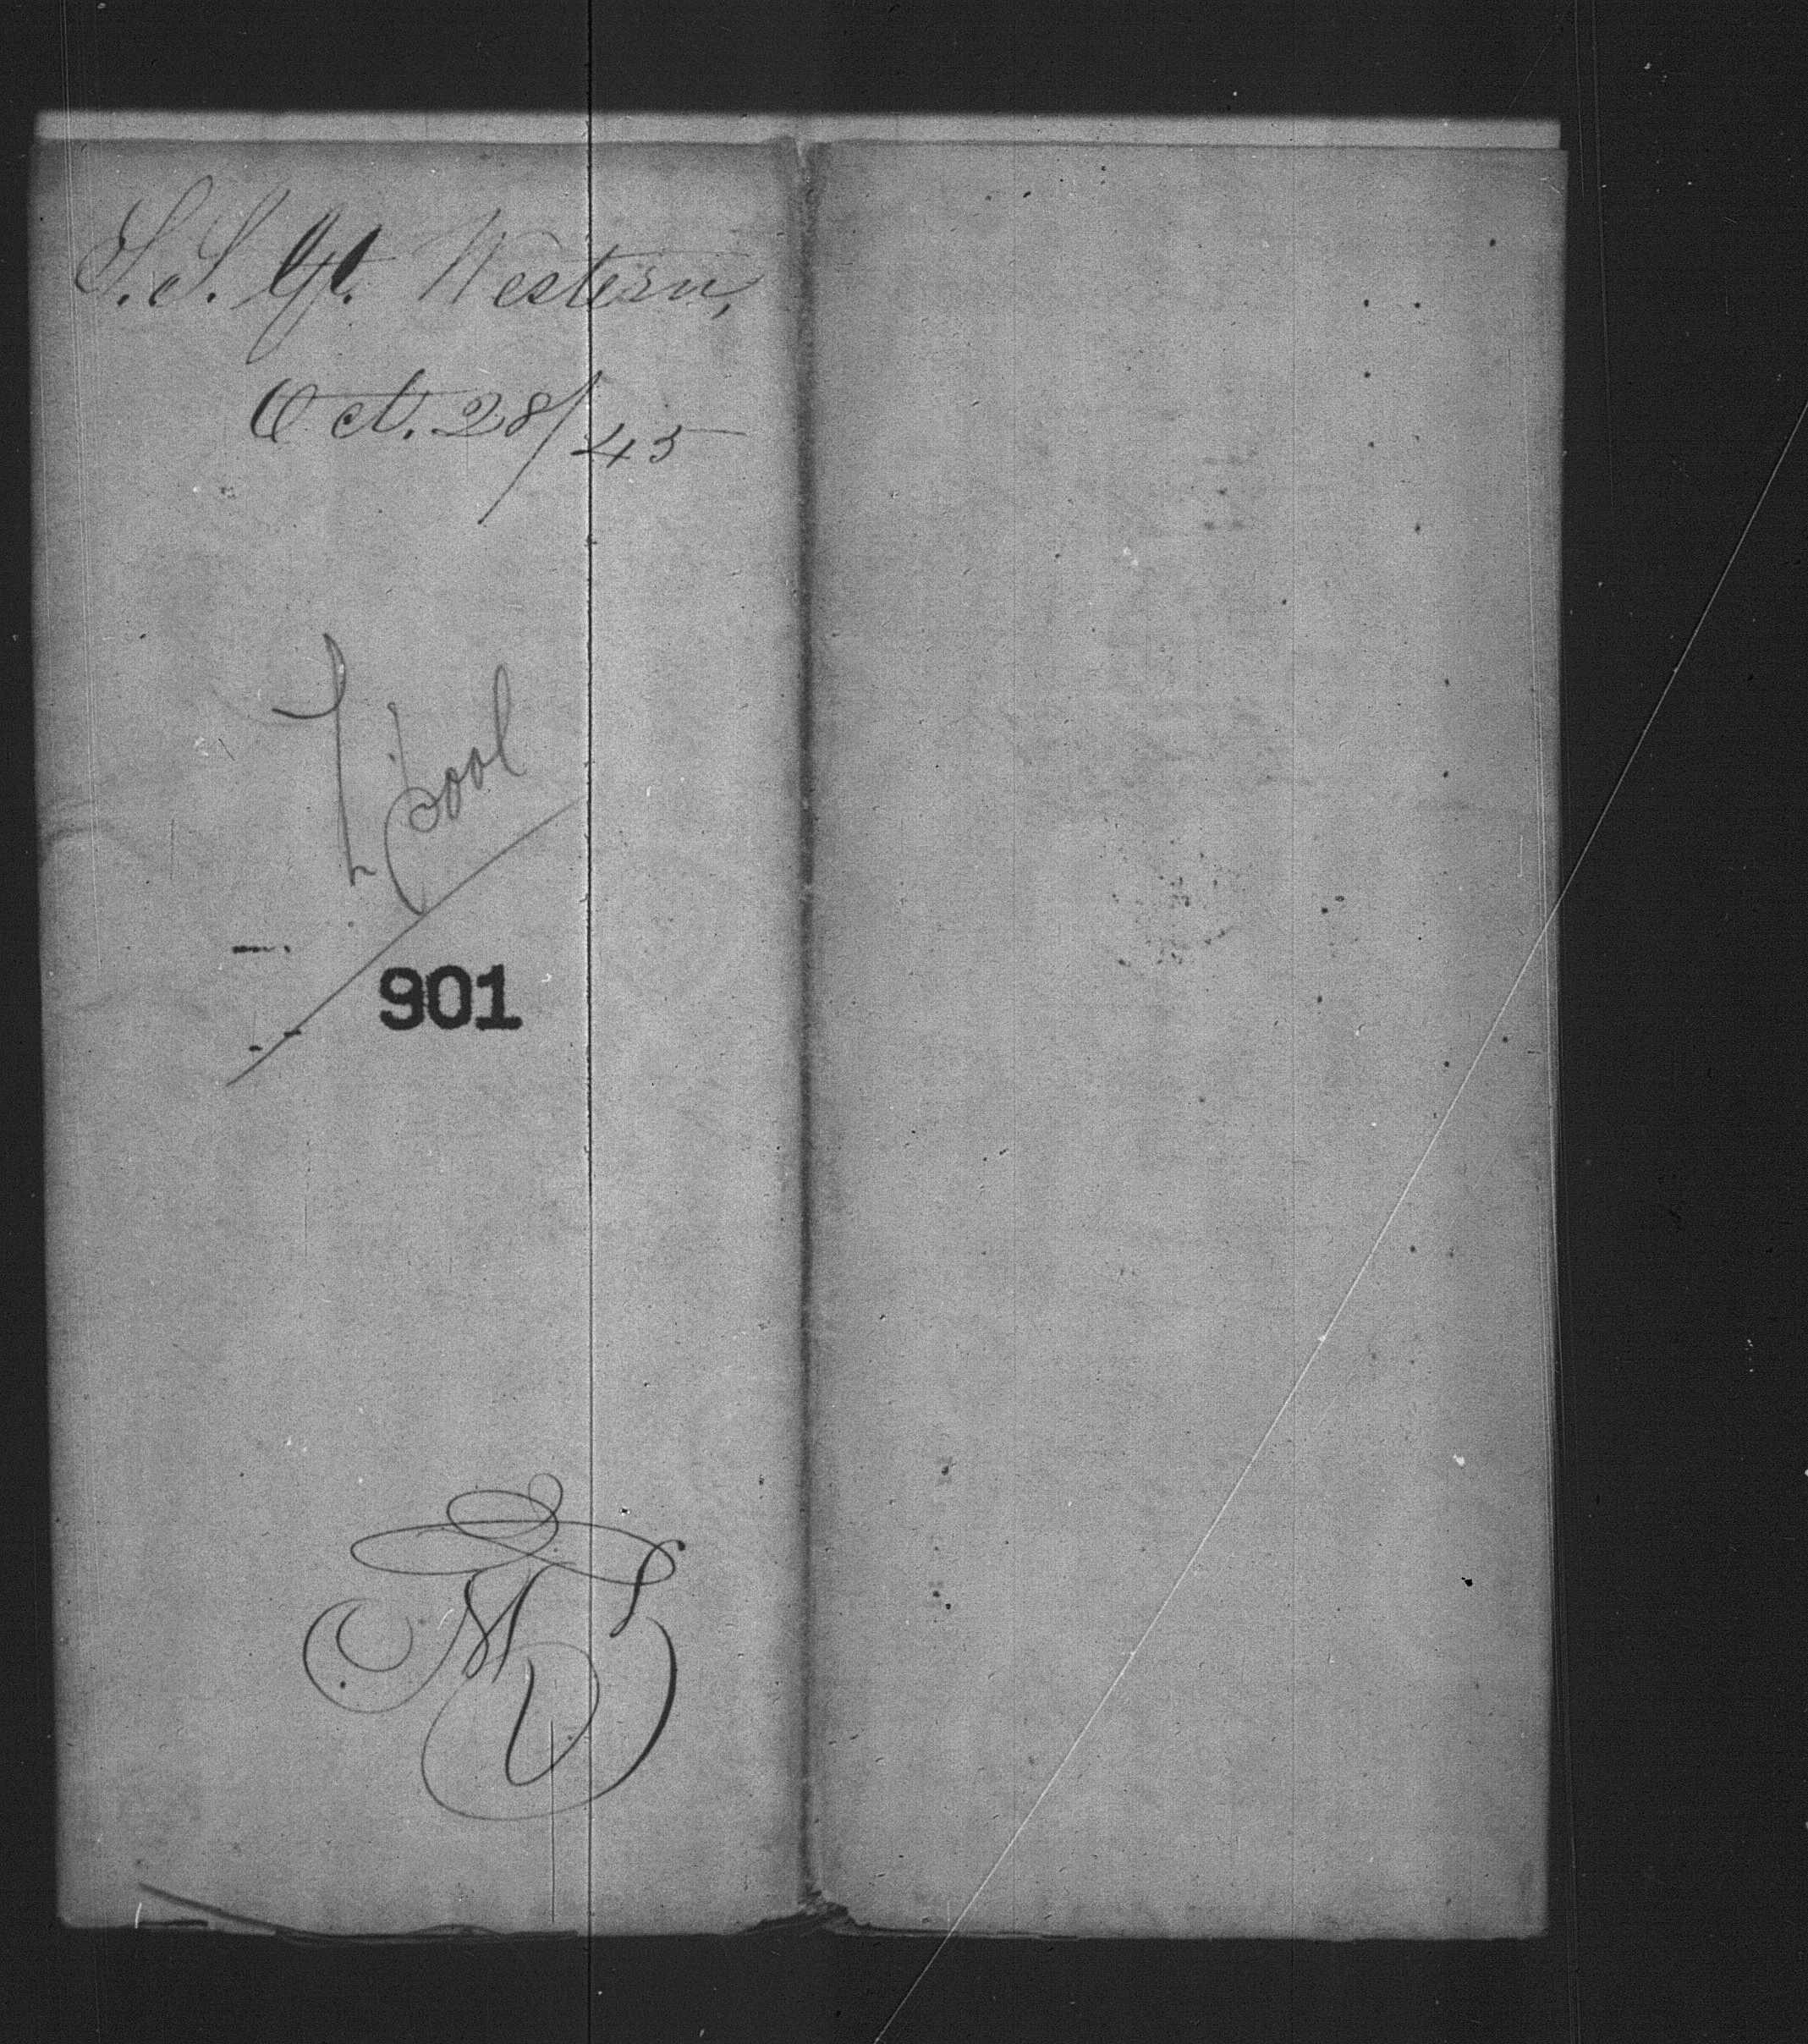 S.S. Gt. Western,
Oct. 28/45
L'pool
901